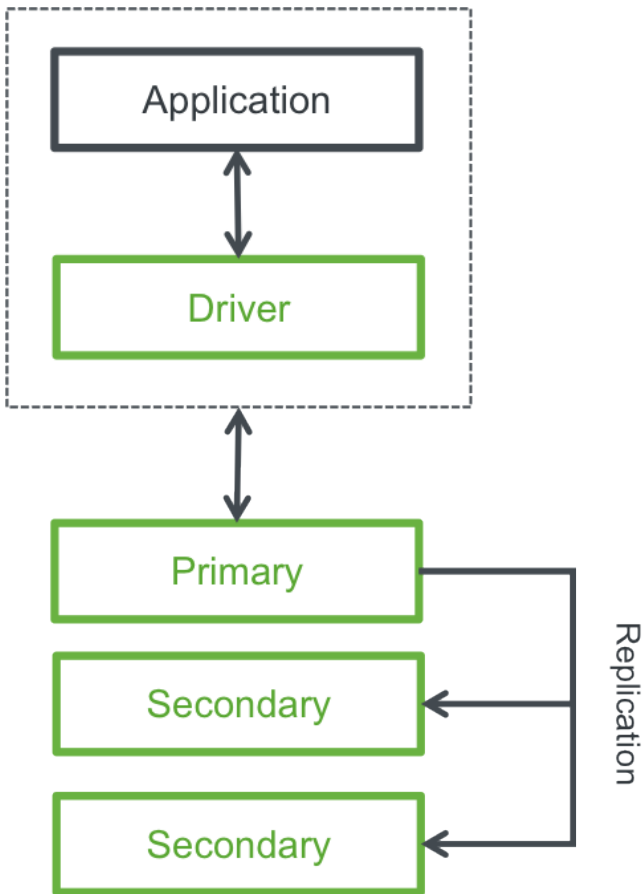 Application
Driver
Primary
Secondary
Secondary
Replication